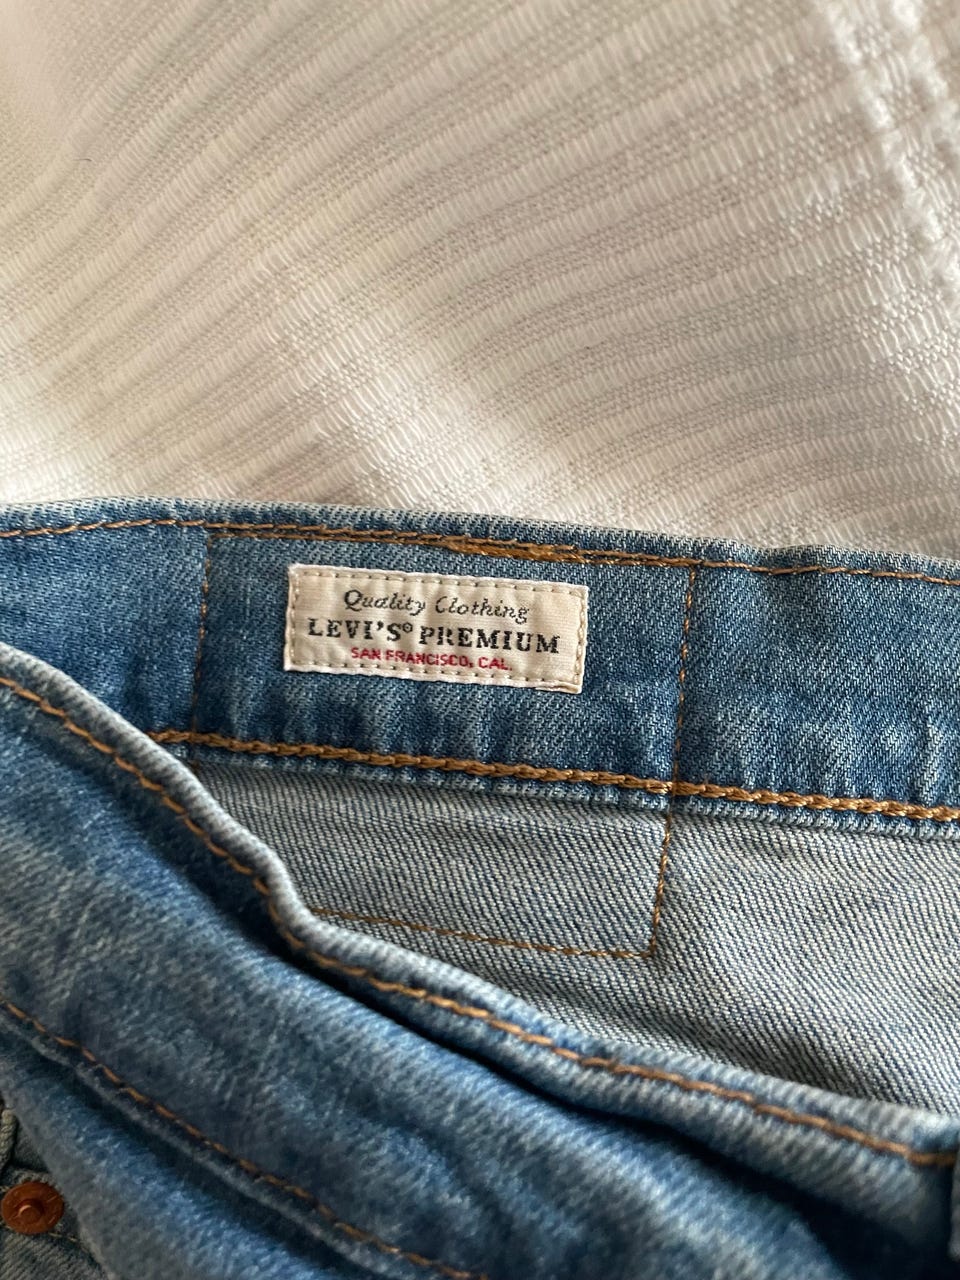 Quality Clothing
LEVI'S® PREMIUM
SAN FRANCISCO, CAL.